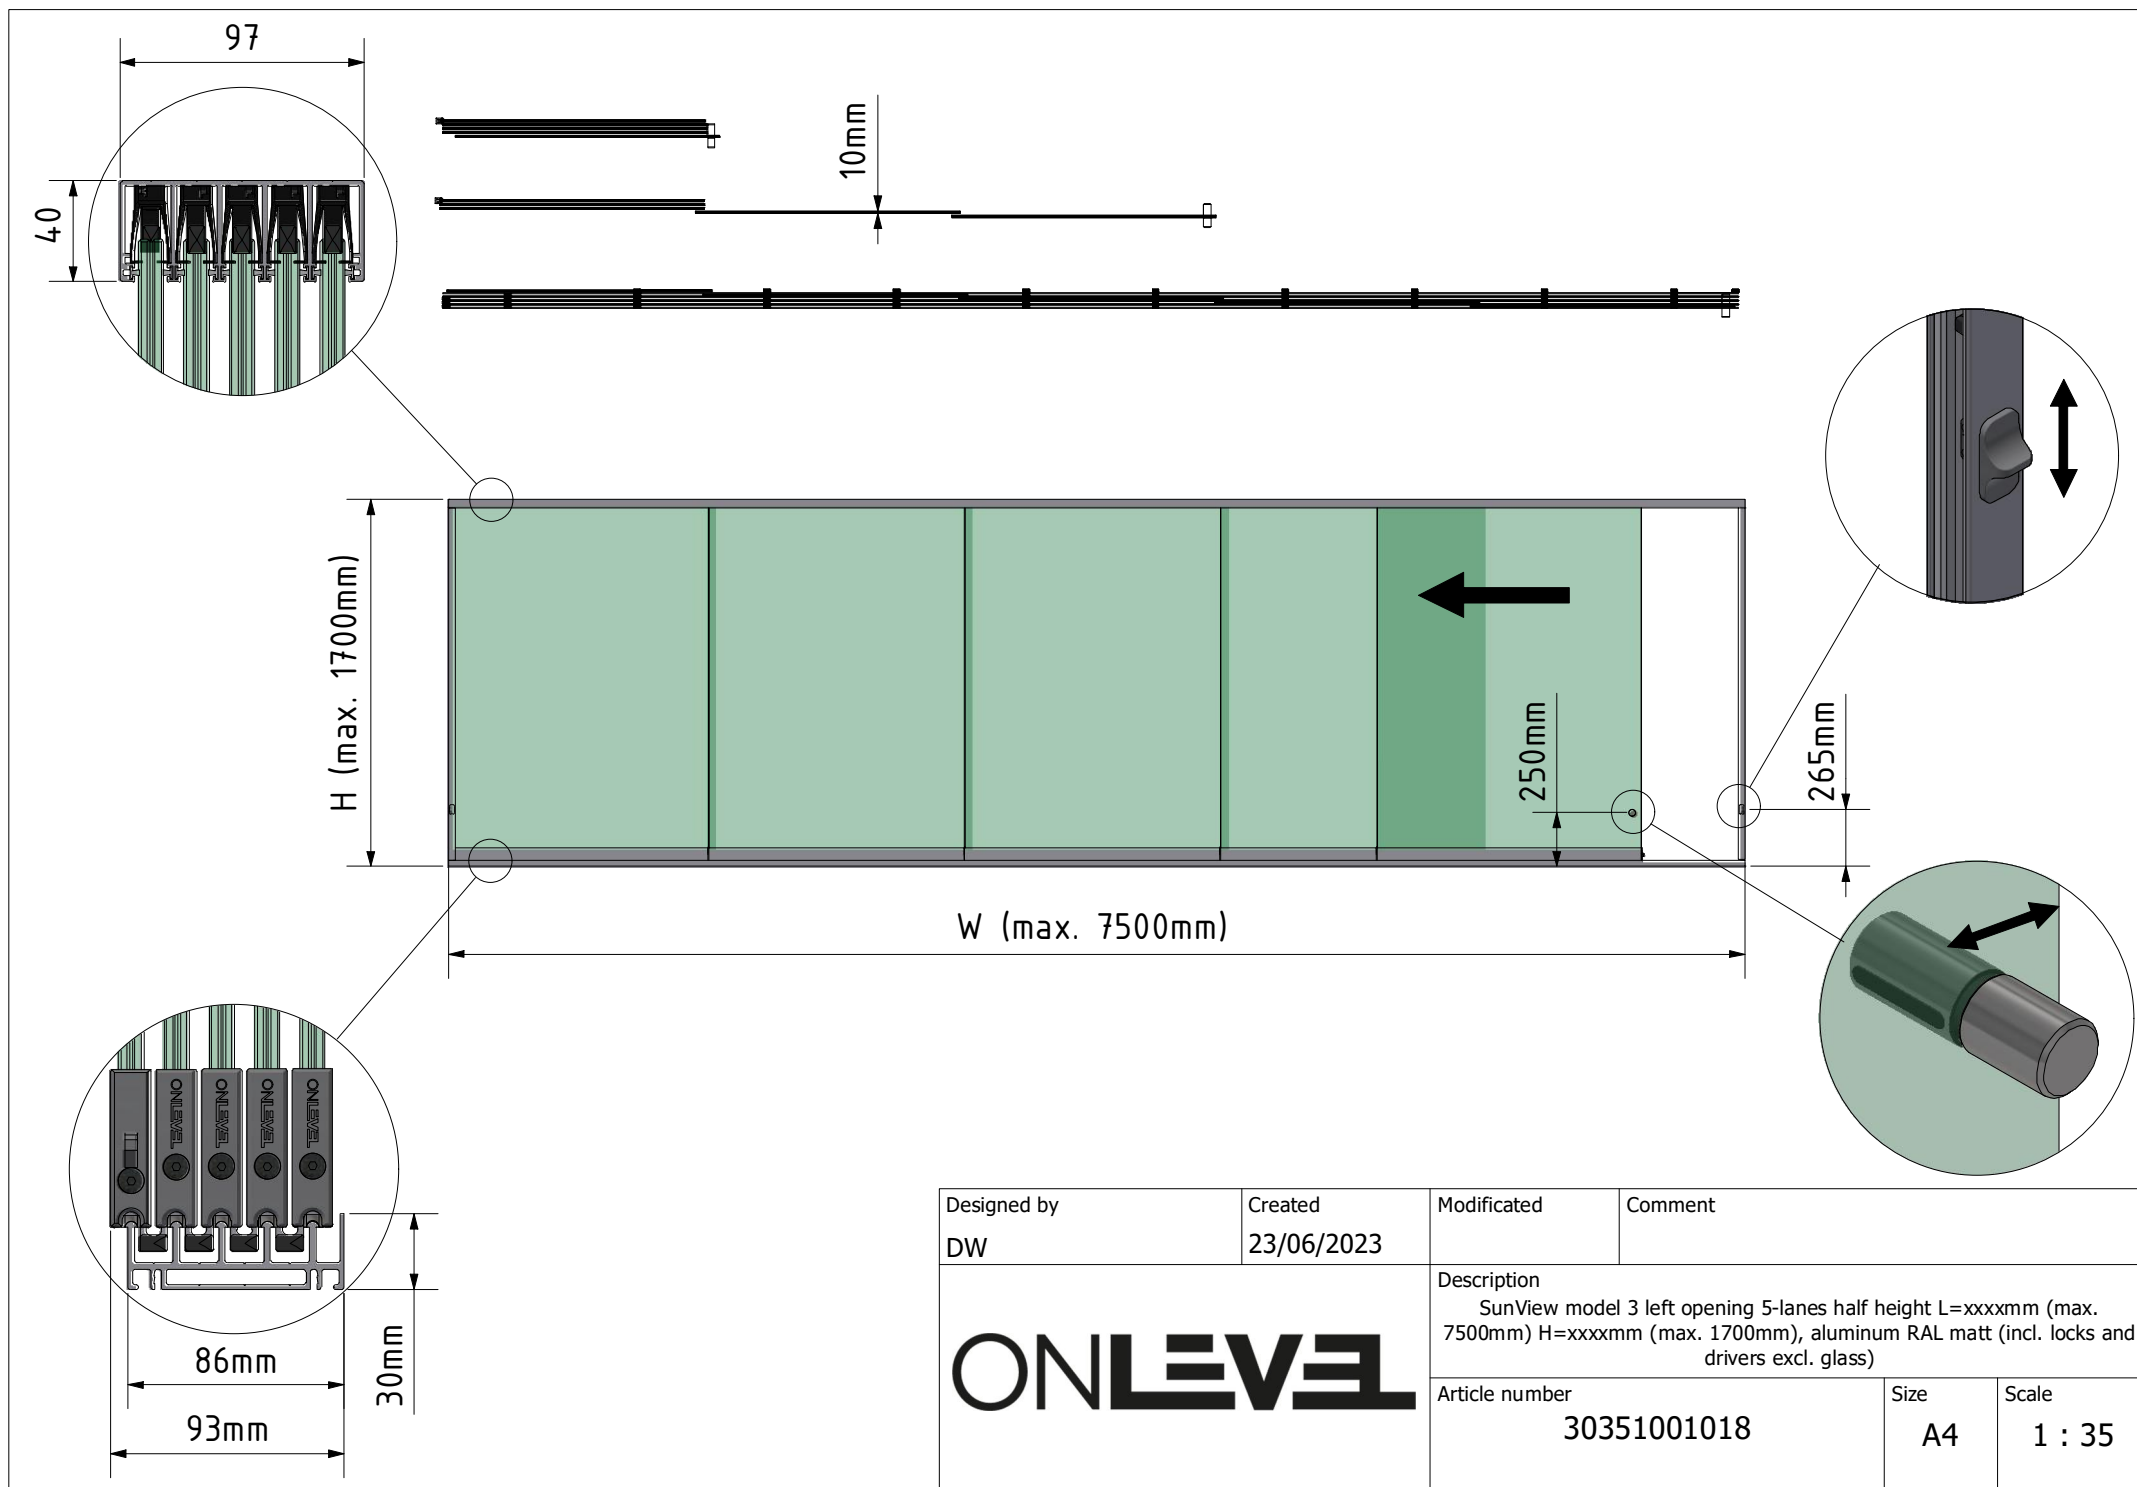 97
40
10mm
H (max. 1700mm)
250mm
265mm
W (max. 7500mm)
ONLEVEL
ONLEVEL
ONLEVEL
ONLEVEL
86mm
93mm
30mm
Designed by
DW
Created
23/06/2023
Modificated
Comment
ONLEVEL
Description
SunView model 3 left opening 5-lanes half height L=xxxxmm (max.
7500mm) H=xxxxmm (max. 1700mm), aluminum RAL matt (incl. locks and
drivers excl. glass)
Article number
30351001018
Size
A4
Scale
1 : 35